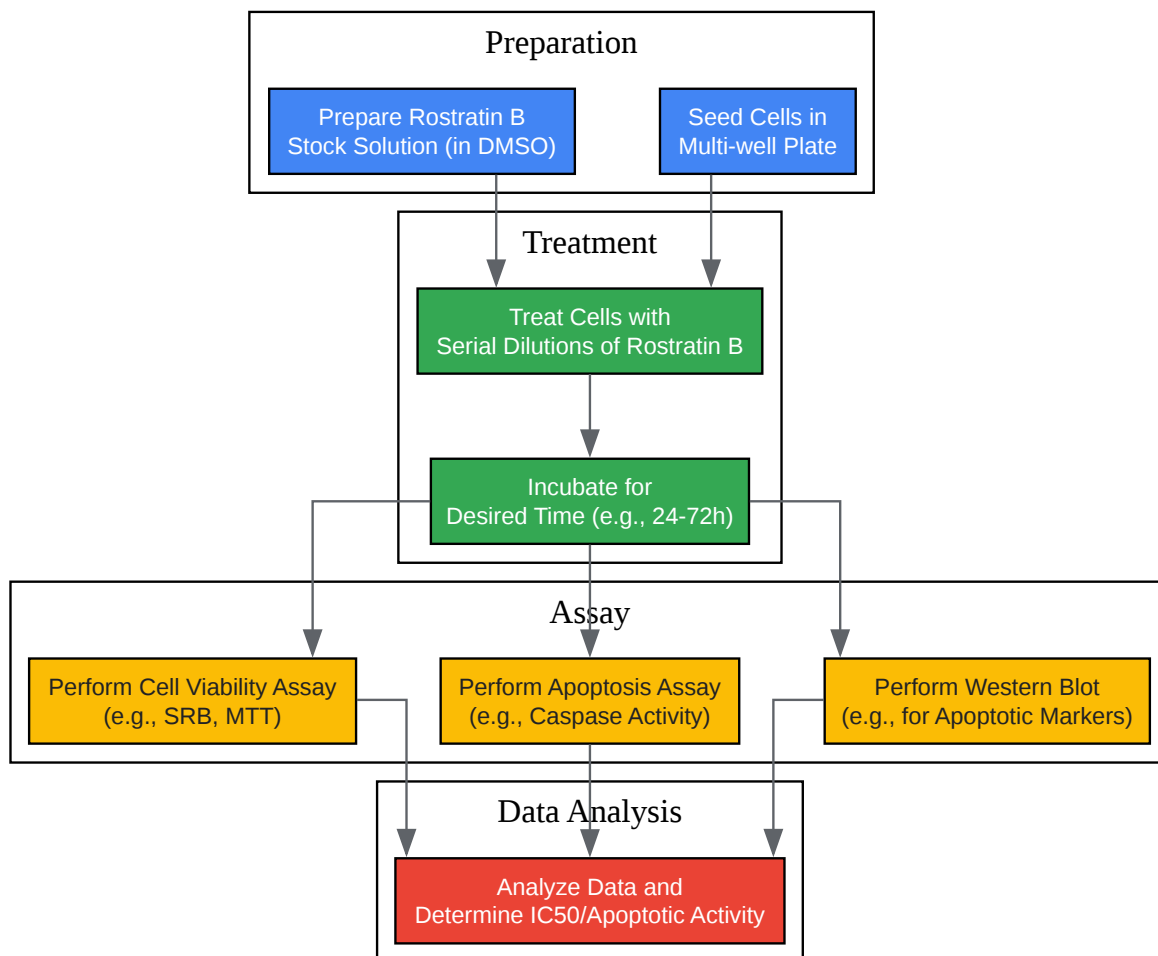 Preparation
Prepare Rostratin B
Stock Solution (in DMSO)
Seed Cells in
Multi-well Plate
Treatment
Treat Cells with
Serial Dilutions of Rostratin B
Incubate for
Desired Time (e.g., 24-72h)
Assay
Perform Cell Viability Assay
(e.g., SRB, MTT)
Perform Apoptosis Assay
(e.g., Caspase Activity)
Perform Western Blot
(e.g., for Apoptotic Markers)
Data Analysis
Analyze Data and
Determine IC50/Apoptotic Activity